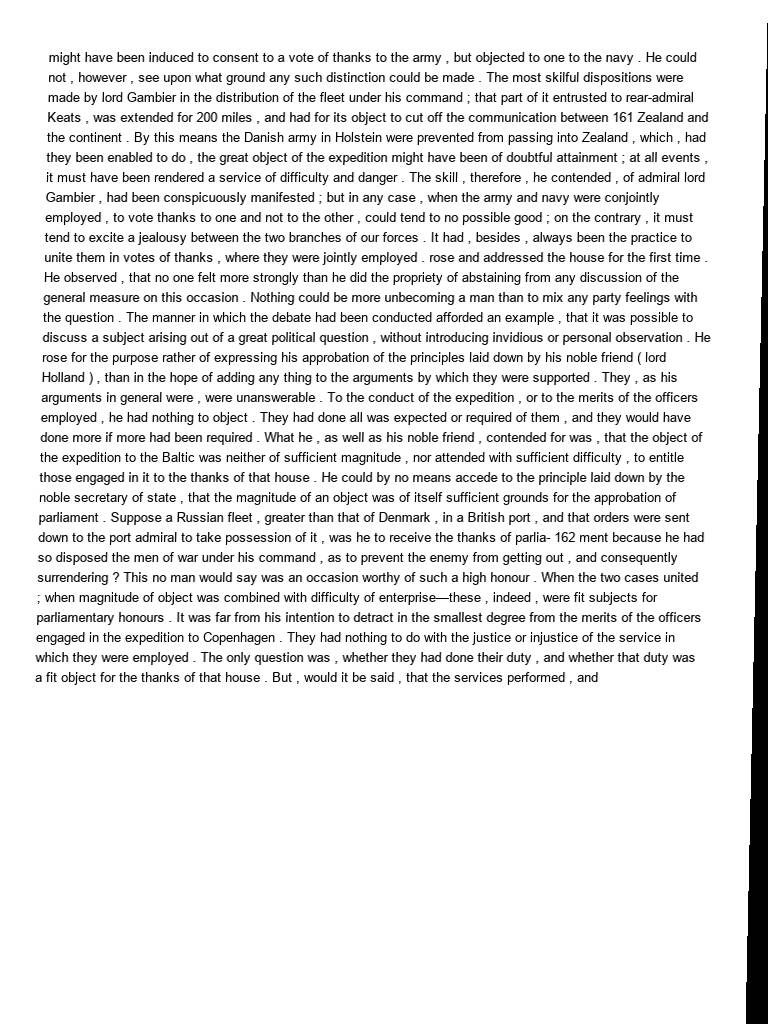 might have been induced to consent to a vote of thanks to the army , but objected to one to the navy . He could
not , however , see upon what ground any such distinction could be made . The most skilful dispositions were
made by lord Gambier in the distribution of the fleet under his command ; that part of it entrusted to rear-admiral
Keats , was extended for 200 miles , and had for its object to cut off the communication between 161 Zealand and
the continent . By this means the Danish army in Holstein were prevented from passing into Zealand , which , had
they been enabled to do , the great object of the expedition might have been of doubtful attainment ; at all events ,
it must have been rendered a service of difficulty and danger . The skill , therefore , he contended , of admiral lord
Gambier , had been conspicuously manifested ; but in any case , when the army and navy were conjointly
employed , to vote thanks to one and not to the other , could tend to no possible good ; on the contrary , it must
tend to excite a jealousy between the two branches of our forces . It had , besides , always been the practice to
unite them in votes of thanks , where they were jointly employed . rose and addressed the house for the first time .
He observed , that no one felt more strongly than he did the propriety of abstaining from any discussion of the
general measure on this occasion . Nothing could be more unbecoming a man than to mix any party feelings with
the question . The manner in which the debate had been conducted afforded an example , that it was possible to
discuss a subject arising out of a great political question , without introducing invidious or personal observation . He
rose for the purpose rather of expressing his approbation of the principles laid down by his noble friend ( lord
Holland ) , than in the hope of adding any thing to the arguments by which they were supported . They , as his
arguments in general were , were unanswerable . To the conduct of the expedition , or to the merits of the officers
employed , he had nothing to object . They had done all was expected or required of them , and they would have
done more if more had been required . What he , as well as his noble friend , contended for was , that the object of
the expedition to the Baltic was neither of sufficient magnitude , nor attended with sufficient difficulty , to entitle
those engaged in it to the thanks of that house . He could by no means accede to the principle laid down by the
noble secretary of state , that the magnitude of an object was of itself sufficient grounds for the approbation of
parliament . Suppose a Russian fleet , greater than that of Denmark , in a British port , and that orders were sent
down to the port admiral to take possession of it , was he to receive the thanks of parlia- 162 ment because he had
so disposed the men of war under his command , as to prevent the enemy from getting out , and consequently
surrendering ? This no man would say was an occasion worthy of such a high honour . When the two cases united
; when magnitude of object was combined with difficulty of enterprise—these , indeed , were fit subjects for
parliamentary honours . It was far from his intention to detract in the smallest degree from the merits of the officers
engaged in the expedition to Copenhagen . They had nothing to do with the justice or injustice of the service in
which they were employed . The only question was , whether they had done their duty , and whether that duty was
a fit object for the thanks of that house . But , would it be said , that the services performed , and